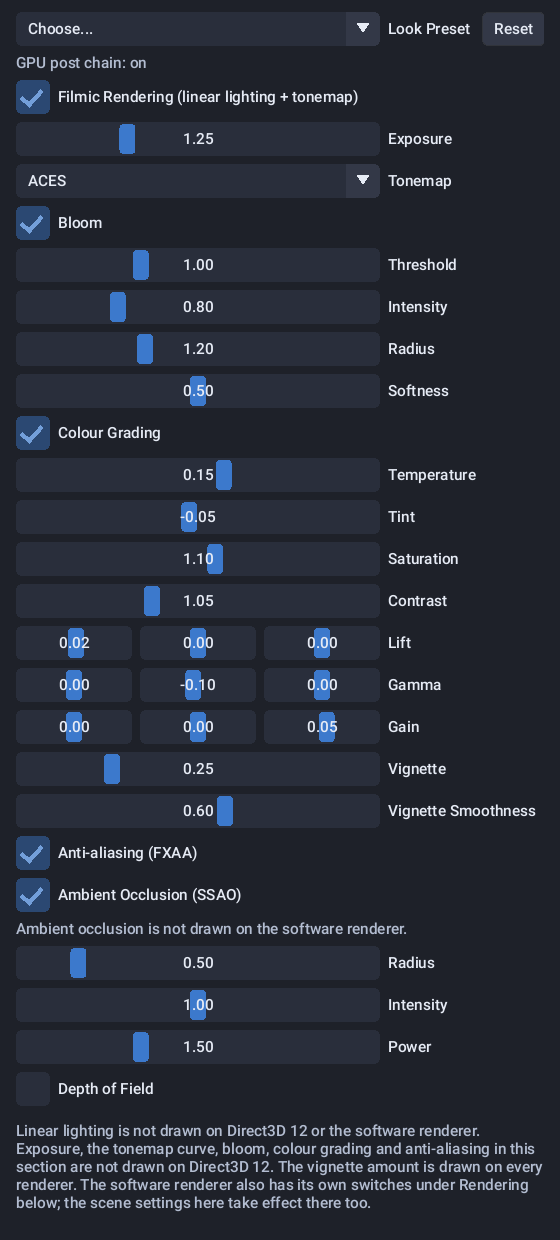 Choose... Look Preset Reset
GPU post chain: on
Filmic Rendering (linear lighting + tonemap)
1.25 Exposure
ACES Tonemap
Bloom
1.00 Threshold
0.80 Intensity
1.20 Radius
0.50 Softness
Colour Grading
0.15 Temperature
-0.05 Tint
1.10 Saturation
1.05 Contrast
0.02 0.00 0.00 Lift
0.00 -0.10 0.00 Gamma
0.00 0.00 0.05 Gain
0.25 Vignette
0.60 Vignette Smoothness
Anti-aliasing (FXAA)
Ambient Occlusion (SSAO)
Ambient occlusion is not drawn on the software renderer.
0.50 Radius
1.00 Intensity
1.50 Power
Depth of Field
Linear lighting is not drawn on Direct3D 12 or the software renderer.
Exposure, the tonemap curve, bloom, colour grading and anti-aliasing in this
section are not drawn on Direct3D 12. The vignette amount is drawn on every
renderer. The software renderer also has its own switches under Rendering
below; the scene settings here take effect there too.